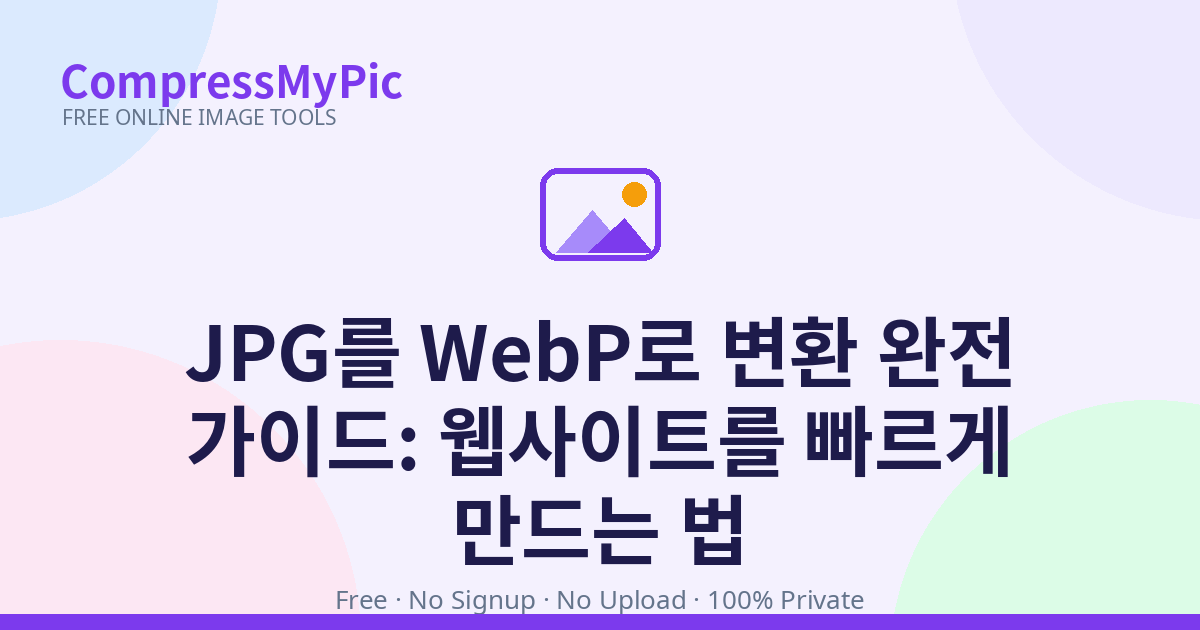 CompressMyPic
FREE ONLINE IMAGE TOOLS
JPG를 WebP로 변환 완전
가이드: 웹사이트를 빠르게
만드는 법
Free · No Signup · No Upload · 100% Private